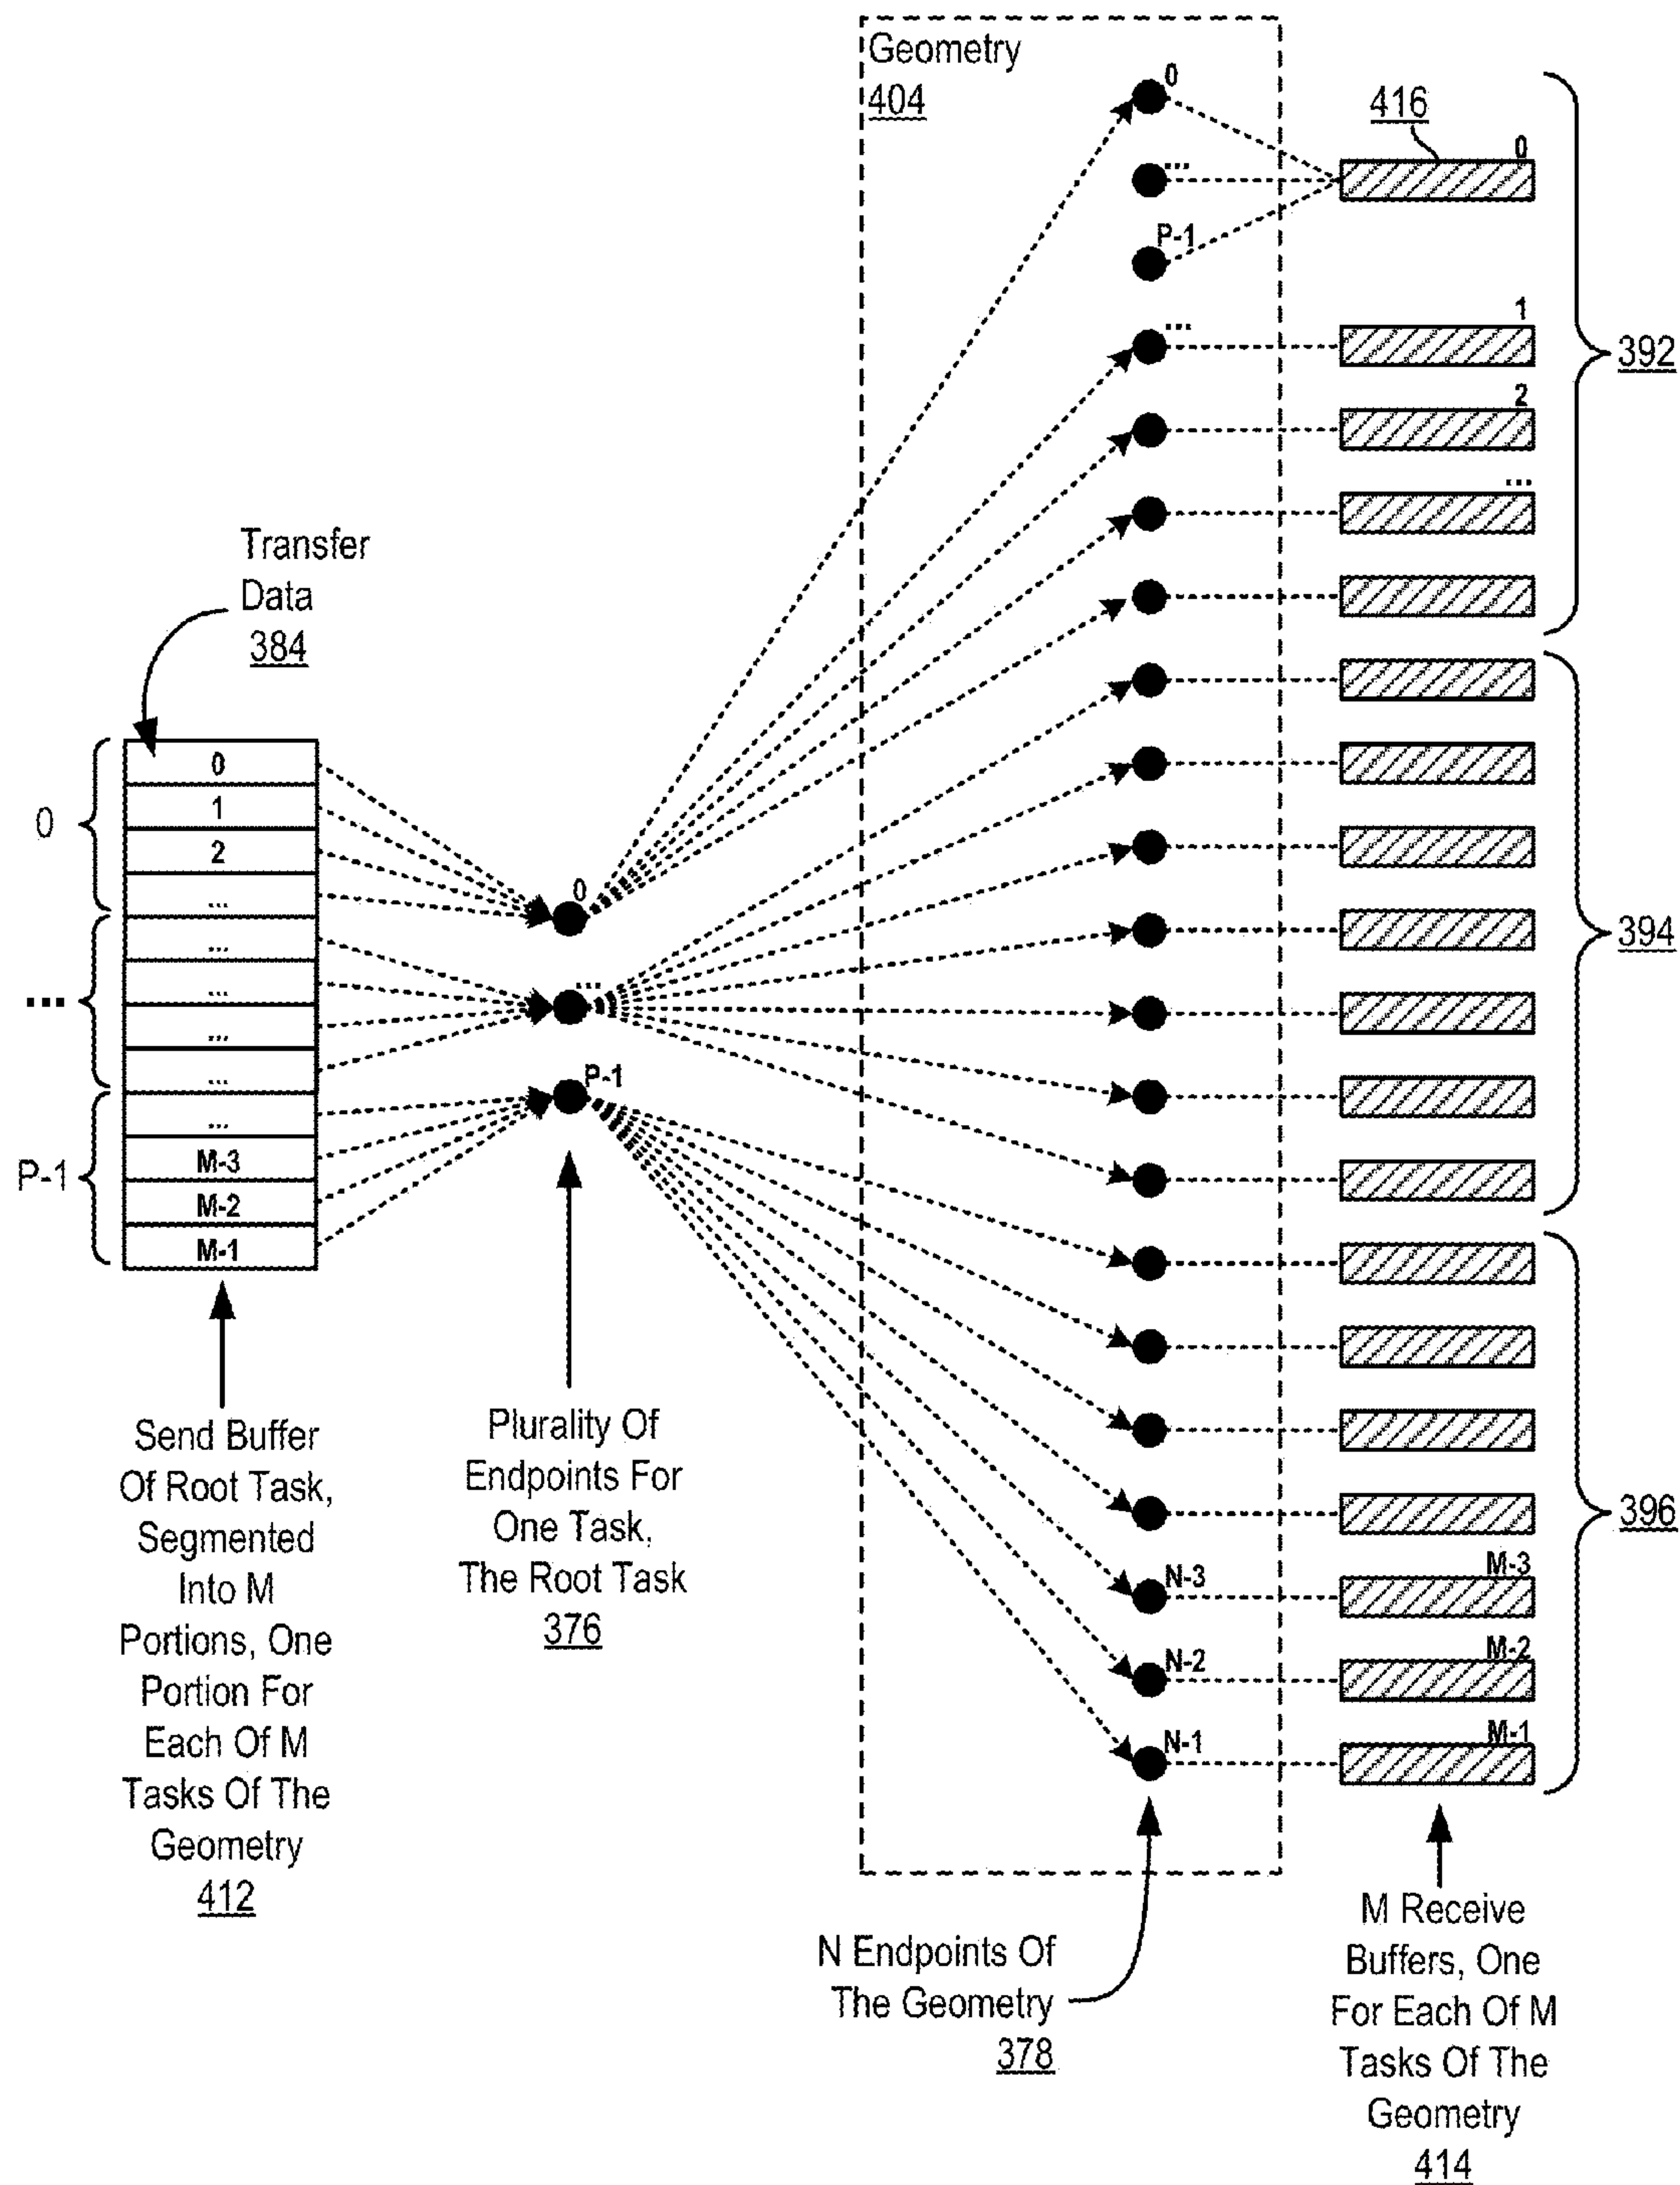 Geometry
404
0
...
P-1
...
416
0
1
2
...
392
394
396
Transfer
Data
384
0
...
P-1
0
1
2
...
...
...
...
...
...
M-3
M-2
M-1
0
...
P-1
N-3
N-2
N-1
M-3
M-2
M-1
Send Buffer
Of Root Task,
Segmented
Into M
Portions, One
Portion For
Each Of M
Tasks Of The
Geometry
412
Plurality Of
Endpoints For
One Task,
The Root Task
376
N Endpoints Of
The Geometry
378
M Receive
Buffers, One
For Each Of M
Tasks Of The
Geometry
414